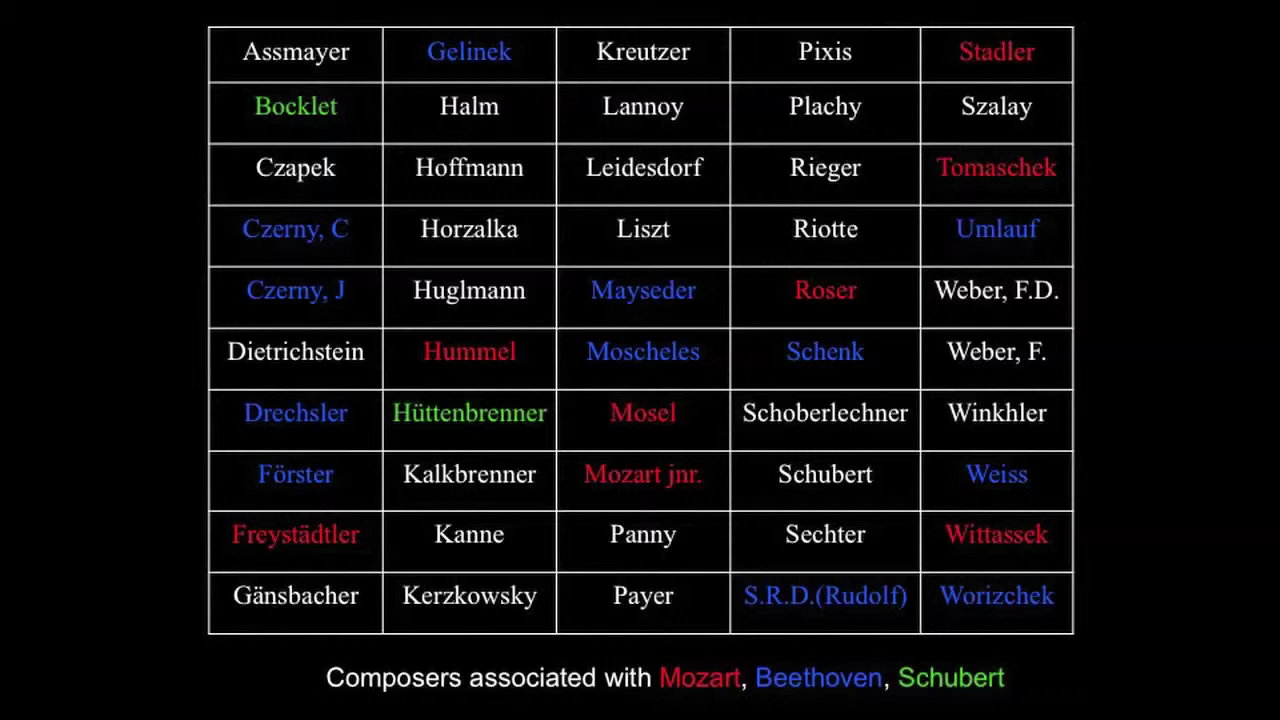 Assmayer Gelinek Kreutzer Pixis Stadler
Bocklet Halm Lannoy Plachy Szalay
Czapek Hoffmann Leidesdorf Rieger Tomaschek
Czerny, C Horzalka Liszt Riotte Umlauf
Czerny, J Huglmann Mayseder Roser Weber, F.D.
Dietrichstein Hummel Moscheles Schenk Weber, F.
Drechsler Hüttenbrenner Mosel Schoberlechner Winkhler
Förster Kalkbrenner Mozart jnr. Schubert Weiss
Freystädtler Kanne Panny Sechter Wittassek
Gänsbacher Kerzkowsky Payer S.R.D.(Rudolf) Worizchek
Composers associated with Mozart, Beethoven, Schubert